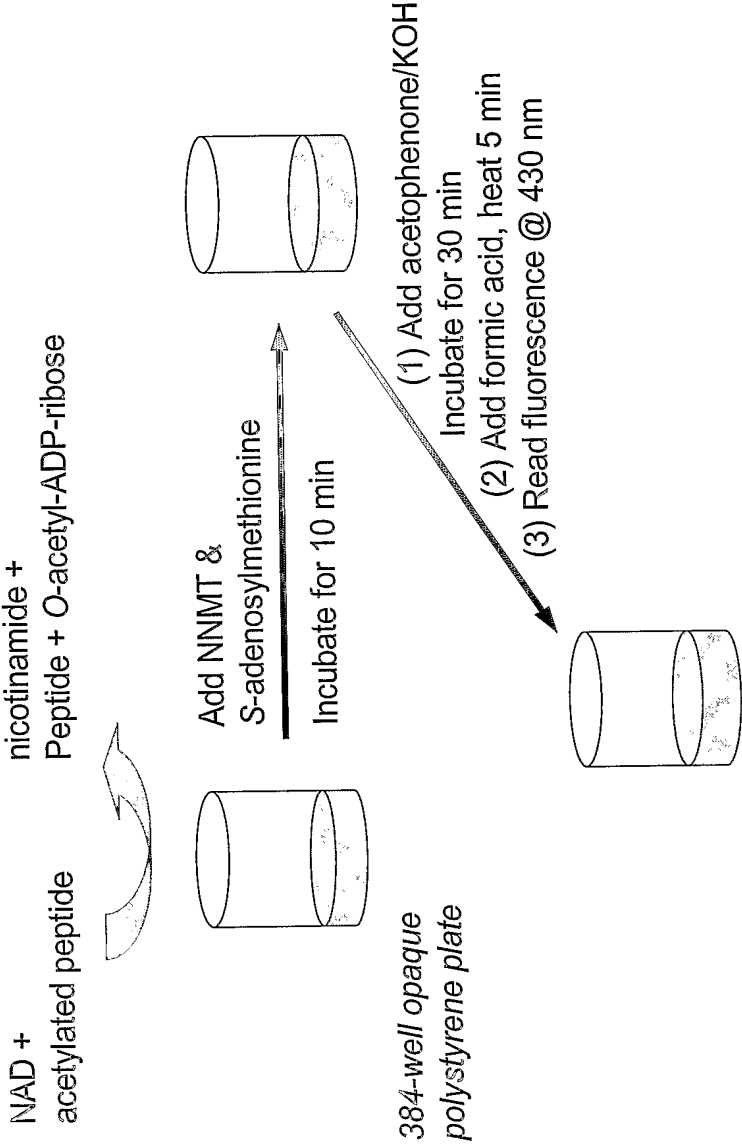 NAD +
acetylated peptide
nicotinamide +
Peptide + O-acetyl-ADP-ribose
384-well opaque
polystyrene plate
Add NNMT &
S-adenosylmethionine
Incubate for 10 min
(1) Add acetophenone/KOH
Incubate for 30 min
(2) Add formic acid, heat 5 min
(3) Read fluorescence @ 430 nm